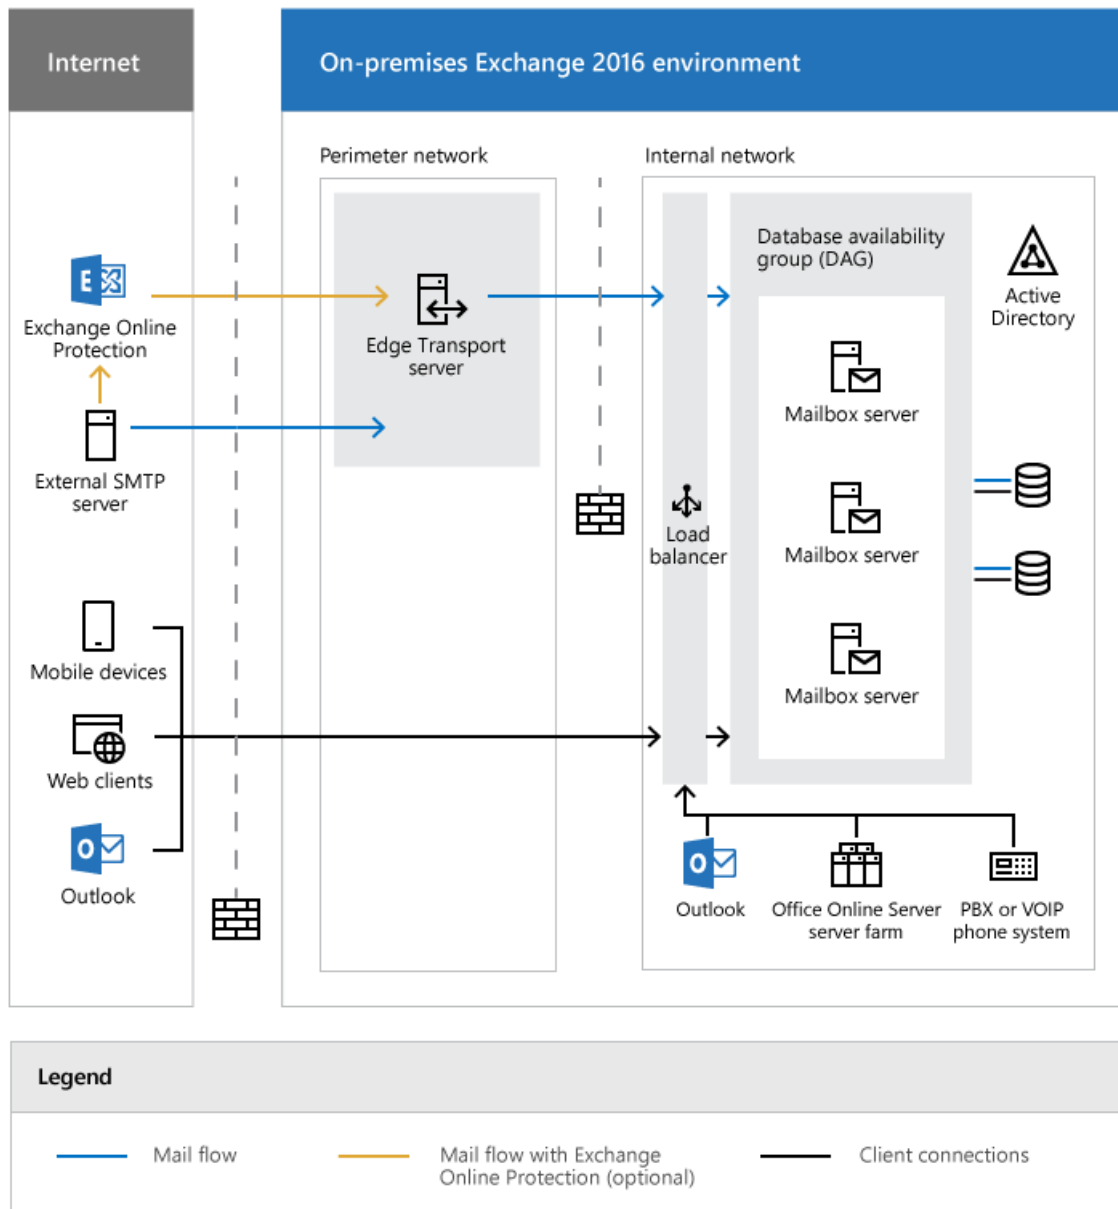 Internet
On-premises Exchange 2016 environment
Perimeter network
Internal network
Exchange Online
Protection
External SMTP
server
Mobile devices
Web clients
Outlook
Edge Transport
server
Load
balancer
Database availability
group (DAG)
Mailbox server
Mailbox server
Mailbox server
Active
Directory
Outlook
Office Online Server
server farm
PBX or VOIP
phone system
Legend
Mail flow
Mail flow with Exchange
Online Protection (optional)
Client connections